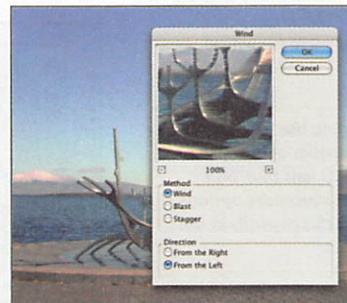 Wind
OK
Cancel
100%
Method
Wind
Blast
Stagger
Direction
From the Right
From the Left